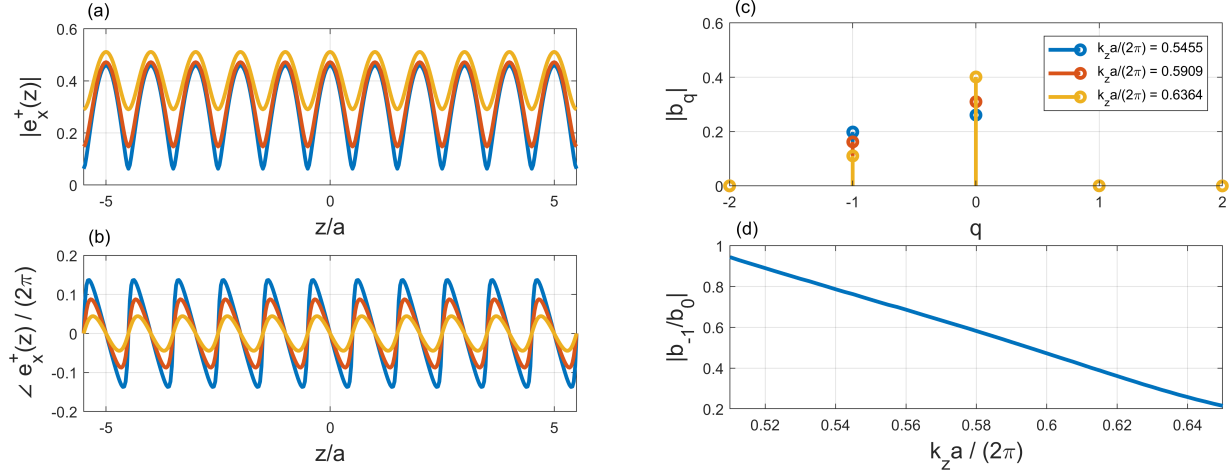 (a)
0.6
0.4
0.2
0
|e_x^+(z)|
-5
0
5
z/a
(b)
0.2
0.1
0
-0.1
-0.2
∠ e_x^+(z) / (2π)
-5
0
5
z/a
(c)
0.6
0.4
0.2
0
|b_q|
k_z a/(2π) = 0.5455
k_z a/(2π) = 0.5909
k_z a/(2π) = 0.6364
-2
-1
0
1
2
q
(d)
1
0.8
0.6
0.4
0.2
|b_-1/b_0|
0.52
0.54
0.56
0.58
0.6
0.62
0.64
k_z a / (2π)